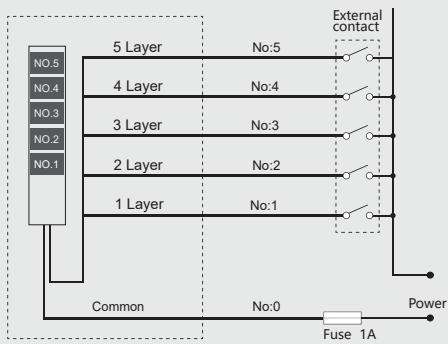 External
contact
5 Layer No:5
NO.5
4 Layer No:4
NO.4
3 Layer No:3
NO.3
2 Layer No:2
NO.2
1 Layer No:1
NO.1
Common No:0 Power
Fuse 1A